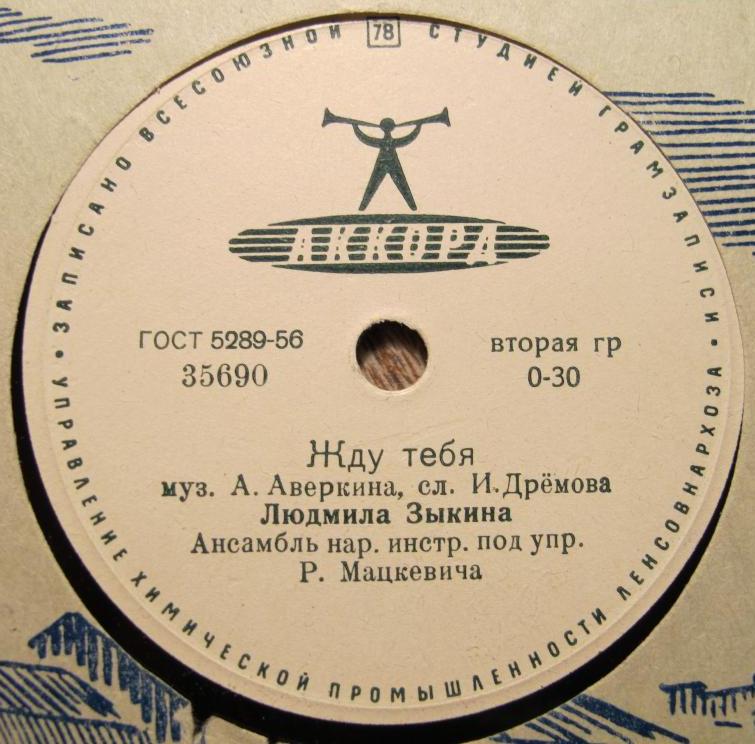 ЗАПИСАНО ВСЕСОЮЗНОЙ 78 СТУДИЕЙ ГРАМЗАПИСИ
АККОРД
ГОСТ 5289-56 вторая гр
35690 0-30
Жду тебя
муз. А. Аверкина, сл. И. Дрёмова
Людмила Зыкина
Ансамбль нар. инстр. под упр.
Р. Мацкевича
• УПРАВЛЕНИЕ ХИМИЧЕСКОЙ ПРОМЫШЛЕННОСТИ ЛЕНСОВНАРХОЗА •